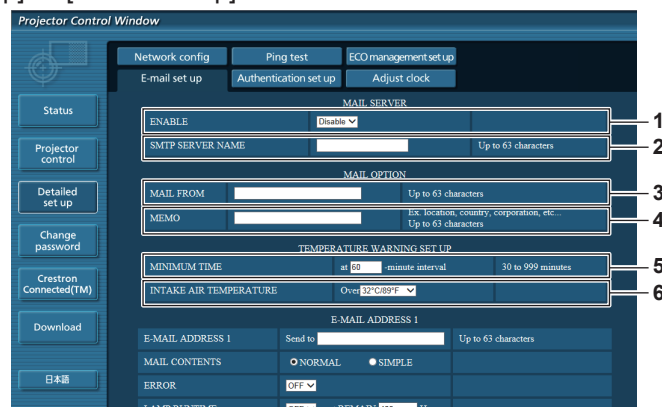 Projector Control Window
Network config Ping test ECO management set up
E-mail set up Authentication set up Adjust clock
Status
Projector control
Detailed set up
Change password
Crestron Connected(TM)
Download
日本語
MAIL SERVER
ENABLE Disable 1
SMTP SERVER NAME Up to 63 characters 2
MAIL OPTION
MAIL FROM Up to 63 characters 3
MEMO Ex. location, country, corporation, etc... 4
Up to 63 characters
TEMPERATURE WARNING SET UP
MINIMUM TIME at 60 -minute interval 30 to 999 minutes 5
INTAKE AIR TEMPERATURE Over 32°C/89°F 6
E-MAIL ADDRESS 1
E-MAIL ADDRESS 1 Send to Up to 63 characters
MAIL CONTENTS NORMAL SIMPLE
ERROR OFF
LAMP RUNTIME OFF REMAIN